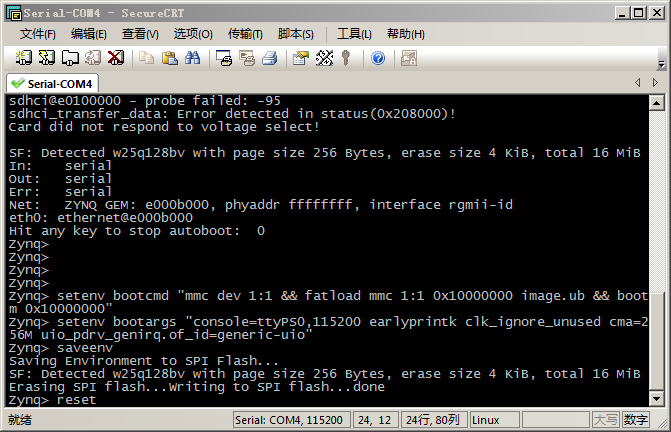 Serial-COM4 - SecureCRT
文件(F) 编辑(E) 查看(V) 选项(O) 传输(T) 脚本(S) 工具(L) 帮助(H)
Serial-COM4
sdhci@e0100000 - probe failed: -95
sdhci_transfer_data: Error detected in status(0x208000)!
Card did not respond to voltage select!
SF: Detected w25q128bv with page size 256 Bytes, erase size 4 KiB, total 16 MiB
In:    serial
Out:   serial
Err:   serial
Net:   ZYNQ GEM: e000b000, phyaddr ffffffff, interface rgmii-id
eth0: ethernet@e000b000
Hit any key to stop autoboot:  0
Zynq>
Zynq>
Zynq>
Zynq>
Zynq> setenv bootcmd "mmc dev 1:1 && fatload mmc 1:1 0x10000000 image.ub && boot
m 0x10000000"
Zynq> setenv bootargs "console=ttyPS0,115200 earlyprintk clk_ignore_unused cma=2
56M uio_pdrv_genirq.of_id=generic-uio"
Zynq> saveenv
Saving Environment to SPI Flash...
SF: Detected w25q128bv with page size 256 Bytes, erase size 4 KiB, total 16 MiB
Erasing SPI flash...Writing to SPI flash...done
Zynq> reset
就绪 Serial: COM4, 115200 24, 12 24行, 80列 Linux 大写 数字